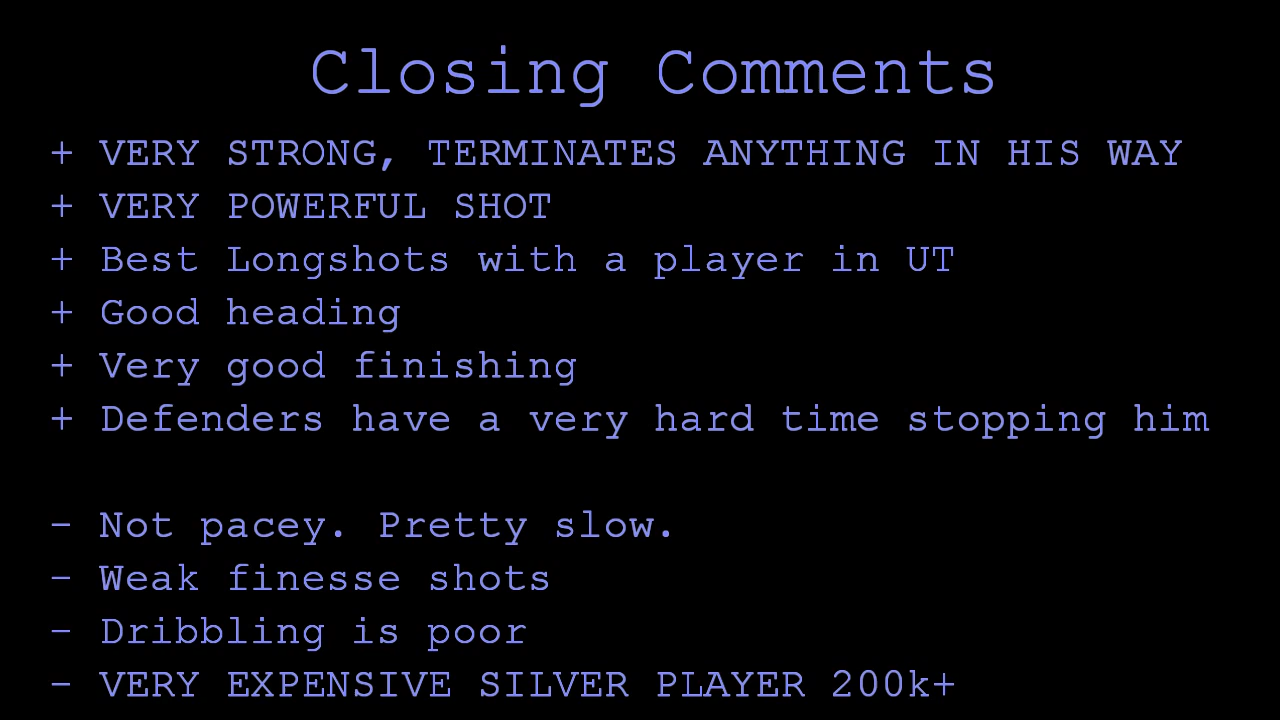 Closing Comments
+ VERY STRONG, TERMINATES ANYTHING IN HIS WAY
+ VERY POWERFUL SHOT
+ Best Longshots with a player in UT
+ Good heading
+ Very good finishing
+ Defenders have a very hard time stopping him
- Not pacey. Pretty slow.
- Weak finesse shots
- Dribbling is poor
- VERY EXPENSIVE SILVER PLAYER 200k+